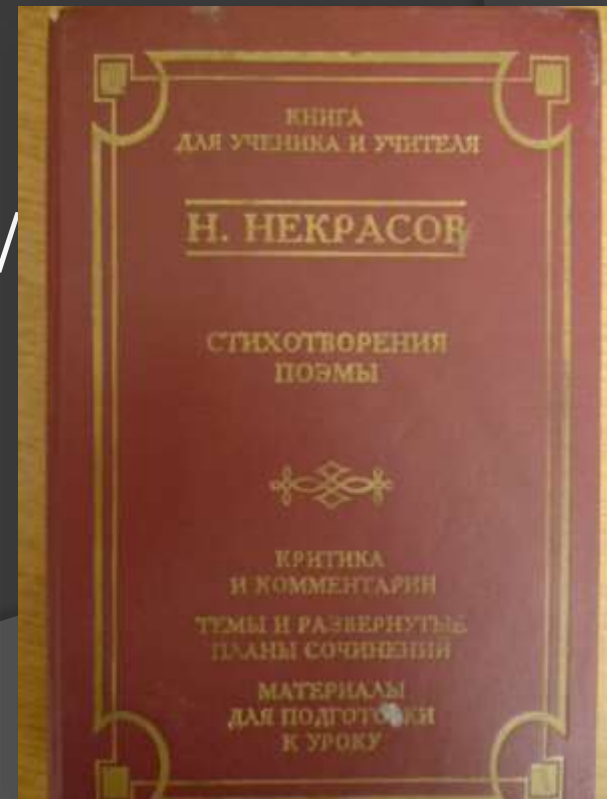 КНИГА
ДЛЯ УЧЕНИКА И УЧИТЕЛЯ
Н. НЕКРАСОВ
СТИХОТВОРЕНИЯ
ПОЭМЫ
КРИТИКА
И КОММЕНТАРИИ
ТЕМЫ И РАЗВЕРНУТЫЕ
ПЛАНЫ СОЧИНЕНИЙ
МАТЕРИАЛЫ
ДЛЯ ПОДГОТОВКИ
К УРОКУ